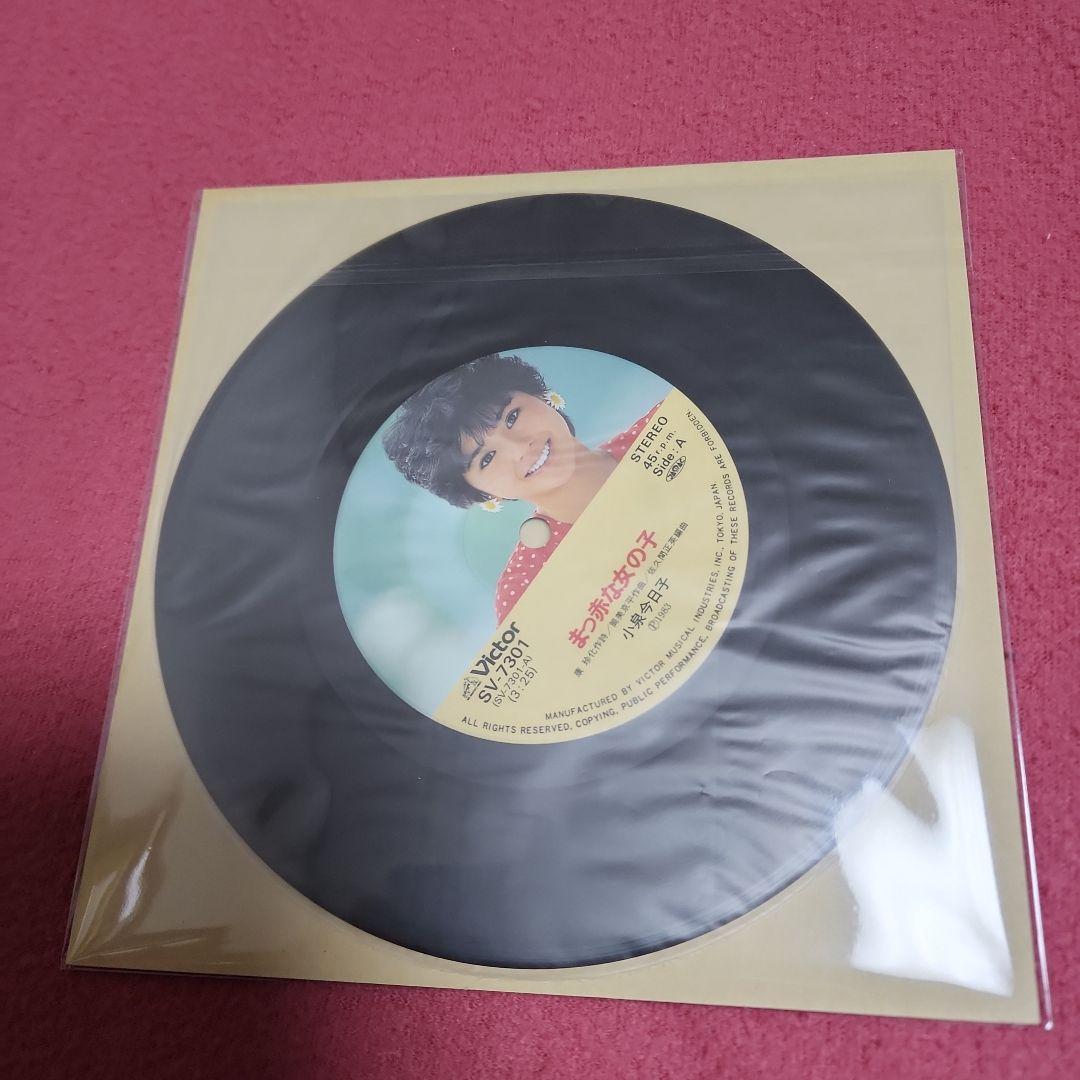 STEREO
45 r.p.m.
Side : A
まっ赤な女の子
康 珍化作詩/筒美京平作曲/佐久間正英編曲
小泉今日子
Ⓟ1983
Victor
SV-7301
(SV-7301-A)
(3:25)
MANUFACTURED BY VICTOR MUSICAL INDUSTRIES, INC., TOKYO, JAPAN.
ALL RIGHTS RESERVED, COPYING, PUBLIC PERFORMANCE, BROADCASTING OF THESE RECORDS ARE FORBIDDEN